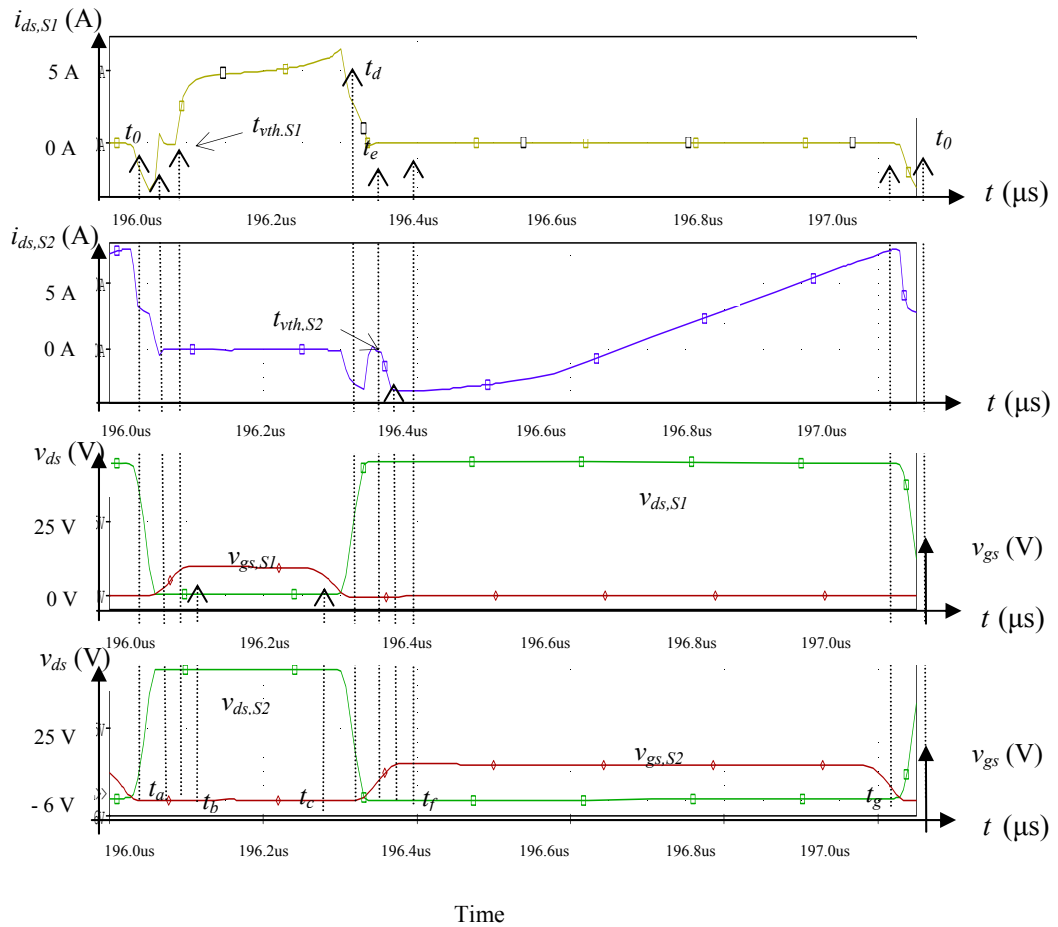 i_ds,S1 (A)
5 A
t_d
t_0
t_vth.S1
0 A
t_e
t_0
t (μs)
196.0us 196.2us 196.4us 196.6us 196.8us 197.0us
i_ds,S2 (A)
5 A
t_vth,S2
0 A
t (μs)
196.0us 196.2us 196.4us 196.6us 196.8us 197.0us
v_ds (V)
v_ds,S1
25 V
v_gs,S1
v_gs (V)
0 V
t (μs)
196.0us 196.2us 196.4us 196.6us 196.8us 197.0us
v_ds (V)
v_ds,S2
25 V
v_gs,S2
v_gs (V)
- 6 V
t_a t_b t_c t_f t_g
t (μs)
196.0us 196.2us 196.4us 196.6us 196.8us 197.0us
Time